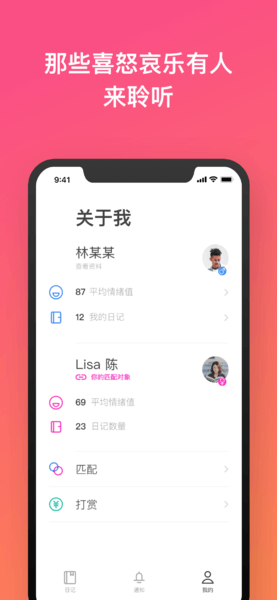 那些喜怒哀乐有人
来聆听
9:41
关于我
林某某
查看资料
87 平均情绪值
12 我的日记
Lisa 陈
你的匹配对象
69 平均情绪值
23 日记数量
匹配
打赏
日记
通知
我的